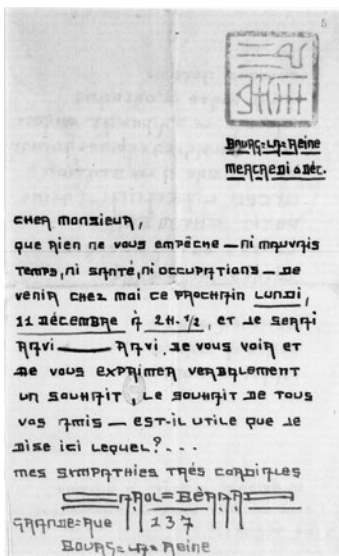 5
BOURG=LA=REINE
MERCREDI 6 DÉC.
CHER MONSIEUR,
QUE RIEN NE VOUS EMPÊCHE — NI MAUVAIS
TEMPS, NI SANTÉ, NI OCCUPATIONS — DE
VENIR CHEZ MOI CE PROCHAIN LUNDI,
11 DÉCEMBRE À 2H. 1/2, ET JE SERAI
RAVI — RAVI DE VOUS VOIR ET
DE VOUS EXPRIMER VERBALEMENT
UN SOUHAIT, LE SOUHAIT DE TOUS
VOS AMIS — EST-IL UTILE QUE JE
DISE ICI LEQUEL?...
MES SYMPATHIES TRÉS CORDIALES
CAROL=BÉRARD
GRANDE=RUE 137
BOURG=LA=REINE